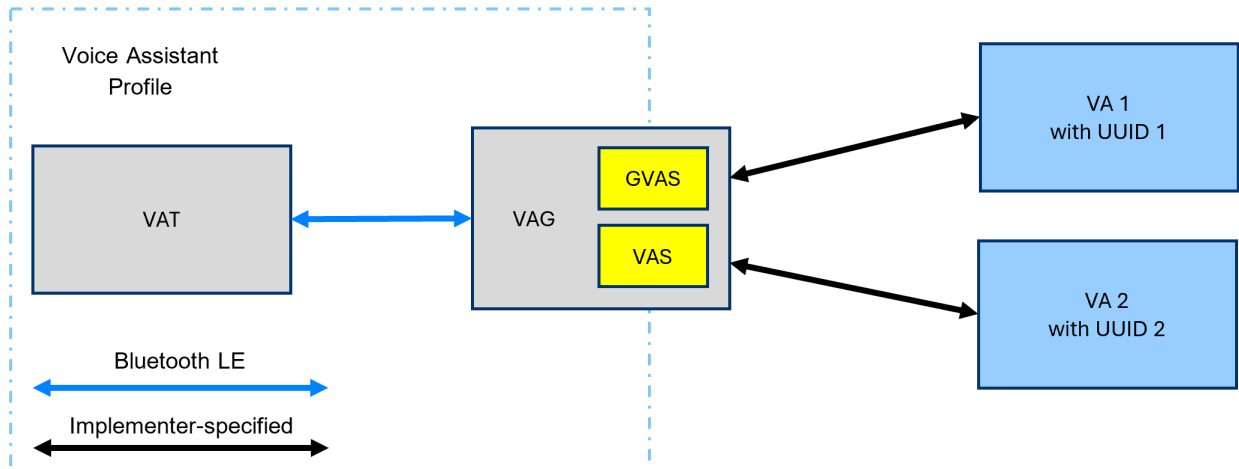 Voice Assistant
Profile
VAT
VAG
GVAS
VAS
VA 1
with UUID 1
VA 2
with UUID 2
Bluetooth LE
Implementer-specified